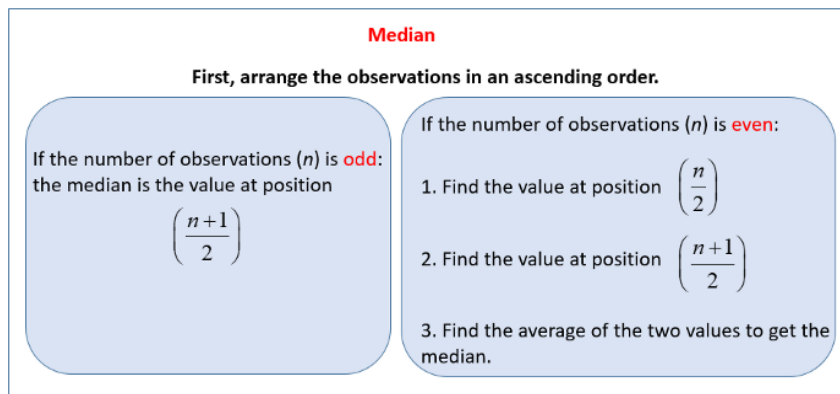 Median
First, arrange the observations in an ascending order.
If the number of observations (n) is odd:
the median is the value at position
(n+1/2)
If the number of observations (n) is even:
1. Find the value at position (n/2)
2. Find the value at position (n+1/2)
3. Find the average of the two values to get the
median.